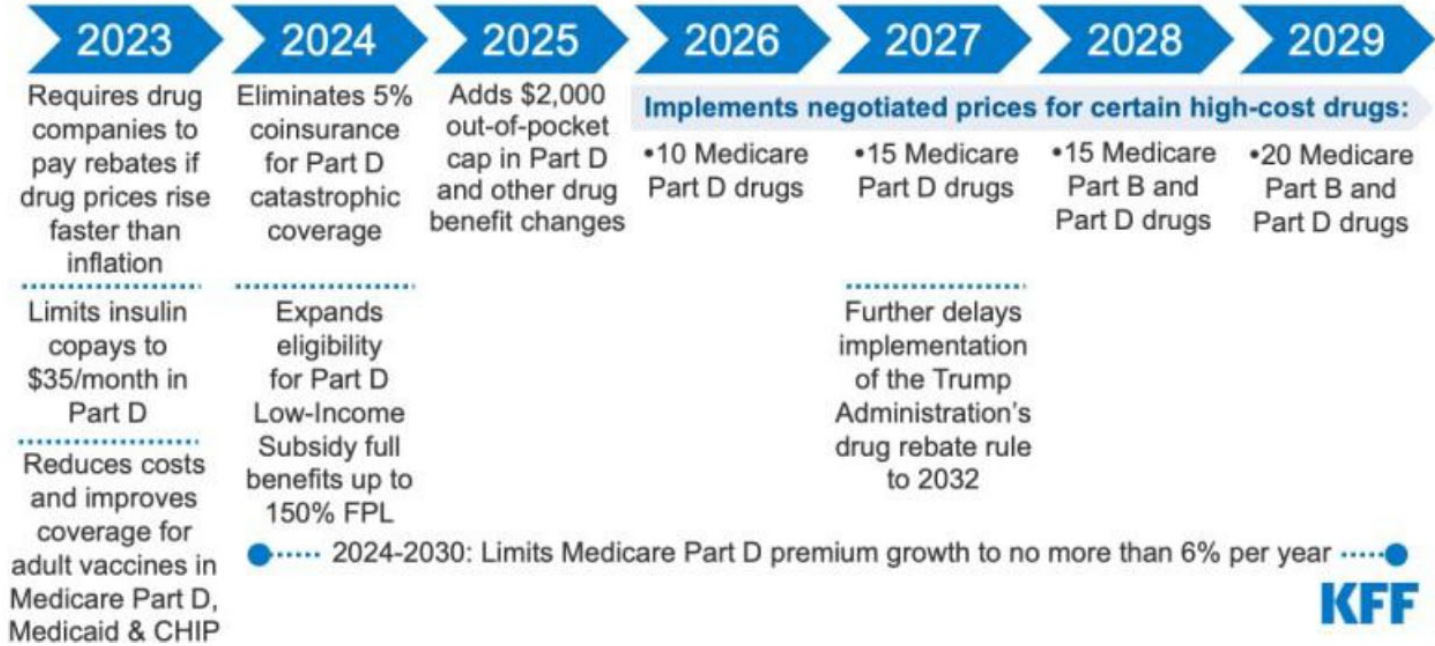 2023
Requires drug
companies to
pay rebates if
drug prices rise
faster than
inflation
Limits insulin
copays to
$35/month in
Part D
Reduces costs
and improves
coverage for
adult vaccines in
Medicare Part D,
Medicaid & CHIP
2024
Eliminates 5%
coinsurance
for Part D
catastrophic
coverage
Expands
eligibility
for Part D
Low-Income
Subsidy full
benefits up to
150% FPL
2025
Adds $2,000
out-of-pocket
cap in Part D
and other drug
benefit changes
2026
2027
2028
2029
Implements negotiated prices for certain high-cost drugs:
•10 Medicare
Part D drugs
•15 Medicare
Part D drugs
Further delays
implementation
of the Trump
Administration's
drug rebate rule
to 2032
•15 Medicare
Part B and
Part D drugs
•20 Medicare
Part B and
Part D drugs
2024-2030: Limits Medicare Part D premium growth to no more than 6% per year
KFF